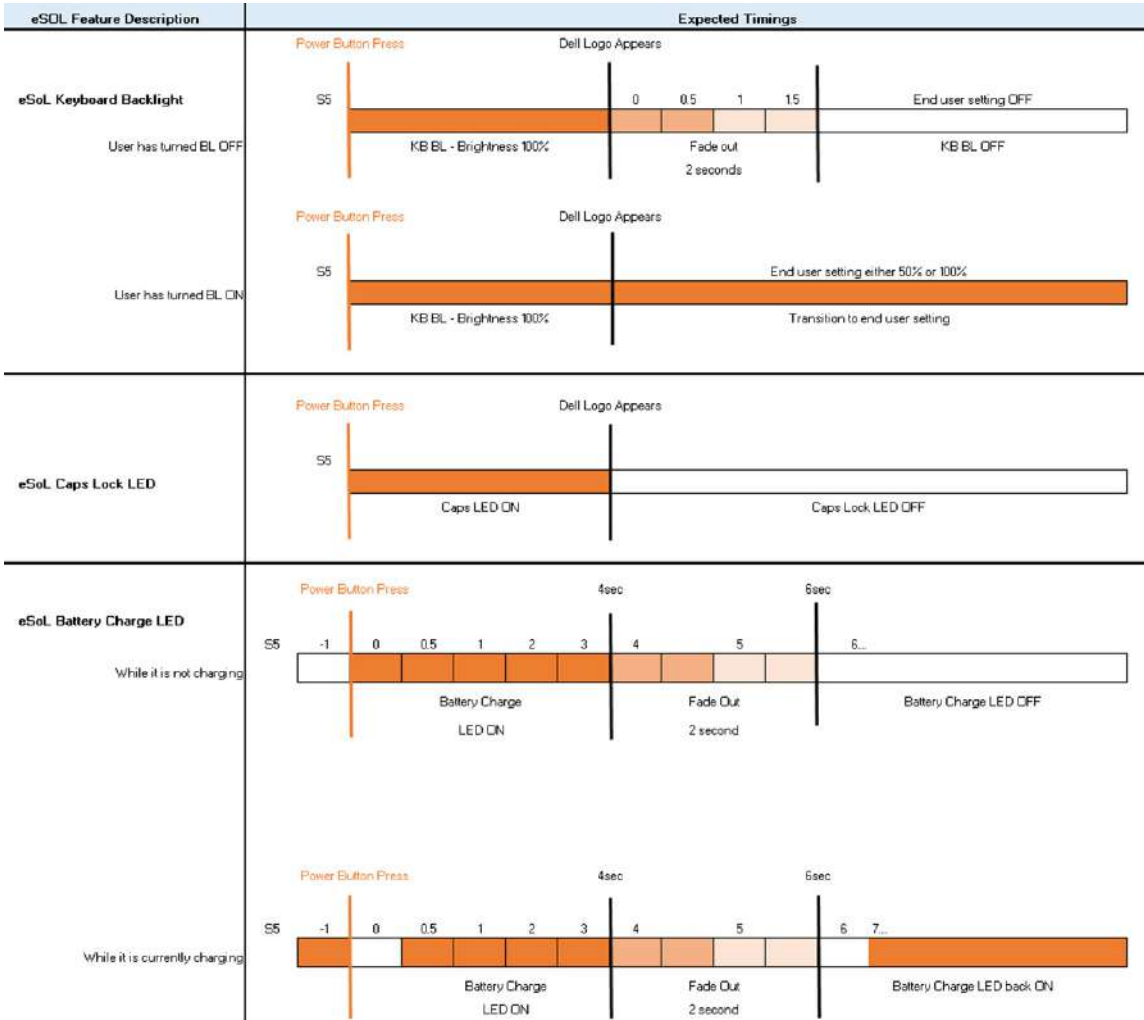 eSOL Feature Description
Expected Timings
Power Button Press
Dell Logo Appears
eSoL Keyboard Backlight
S5
0 0.5 1 1.5
End user setting OFF
User has turned BL OFF
KB BL - Brightness 100%
Fade out
KB BL OFF
2 seconds
Power Button Press
Dell Logo Appears
S5
End user setting either 50% or 100%
User has turned BL ON
KB BL - Brightness 100%
Transition to end user setting
Power Button Press
Dell Logo Appears
S5
eSoL Caps Lock LED
Caps LED ON
Caps Lock LED OFF
Power Button Press
4sec
6sec
eSoL Battery Charge LED
S5
-1 0 0.5 1 2 3 4 5 6...
While it is not charging
Battery Charge
Fade Out
Battery Charge LED OFF
LED ON
2 second
Power Button Press
4sec
6sec
S5
-1 0 0.5 1 2 3 4 5 6 7...
While it is currently charging
Battery Charge
Fade Out
Battery Charge LED back ON
LED ON
2 second